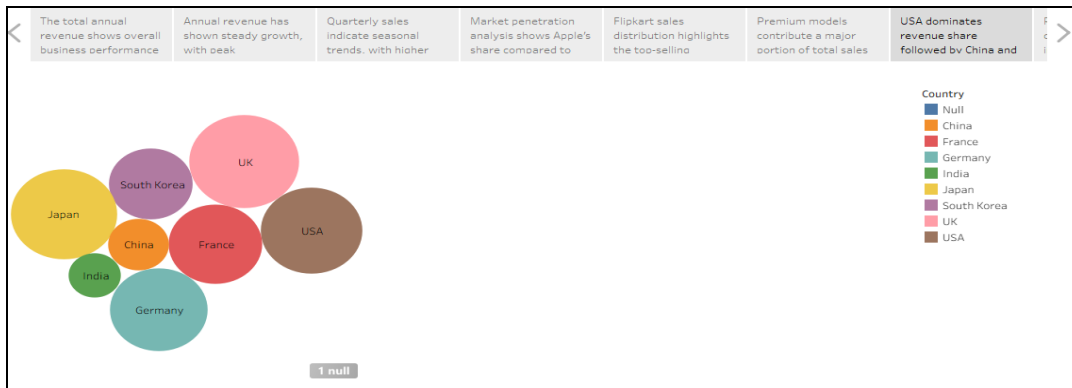 The total annual
revenue shows overall
business performance
Annual revenue has
shown steady growth,
with peak
Quarterly sales
indicate seasonal
trends, with higher
Market penetration
analysis shows Apple's
share compared to
Flipkart sales
distribution highlights
the top-selling
Premium models
contribute a major
portion of total sales
USA dominates
revenue share
followed by China and
Country
Null
China
France
Germany
India
Japan
South Korea
UK
USA
UK
South Korea
Japan
USA
China
France
India
Germany
1 null